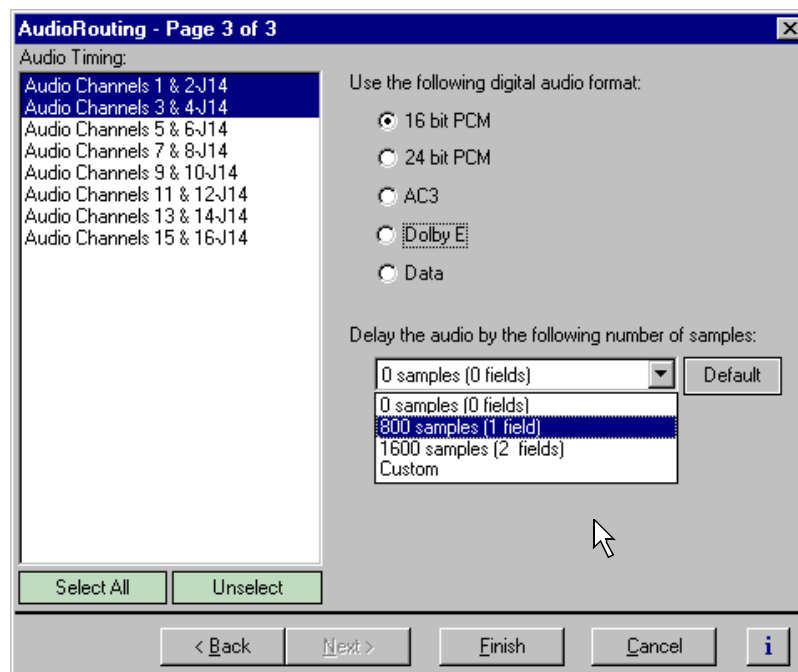 AudioRouting - Page 3 of 3
Audio Timing:
Audio Channels 1 & 2-J14
Audio Channels 3 & 4-J14
Audio Channels 5 & 6-J14
Audio Channels 7 & 8-J14
Audio Channels 9 & 10-J14
Audio Channels 11 & 12-J14
Audio Channels 13 & 14-J14
Audio Channels 15 & 16-J14
Select All
Unselect
Use the following digital audio format:
16 bit PCM
24 bit PCM
AC3
Dolby E
Data
Delay the audio by the following number of samples:
0 samples (0 fields)
Default
0 samples (0 fields)
800 samples (1 field)
1600 samples (2  fields)
Custom
< Back
Next >
Finish
Cancel
i